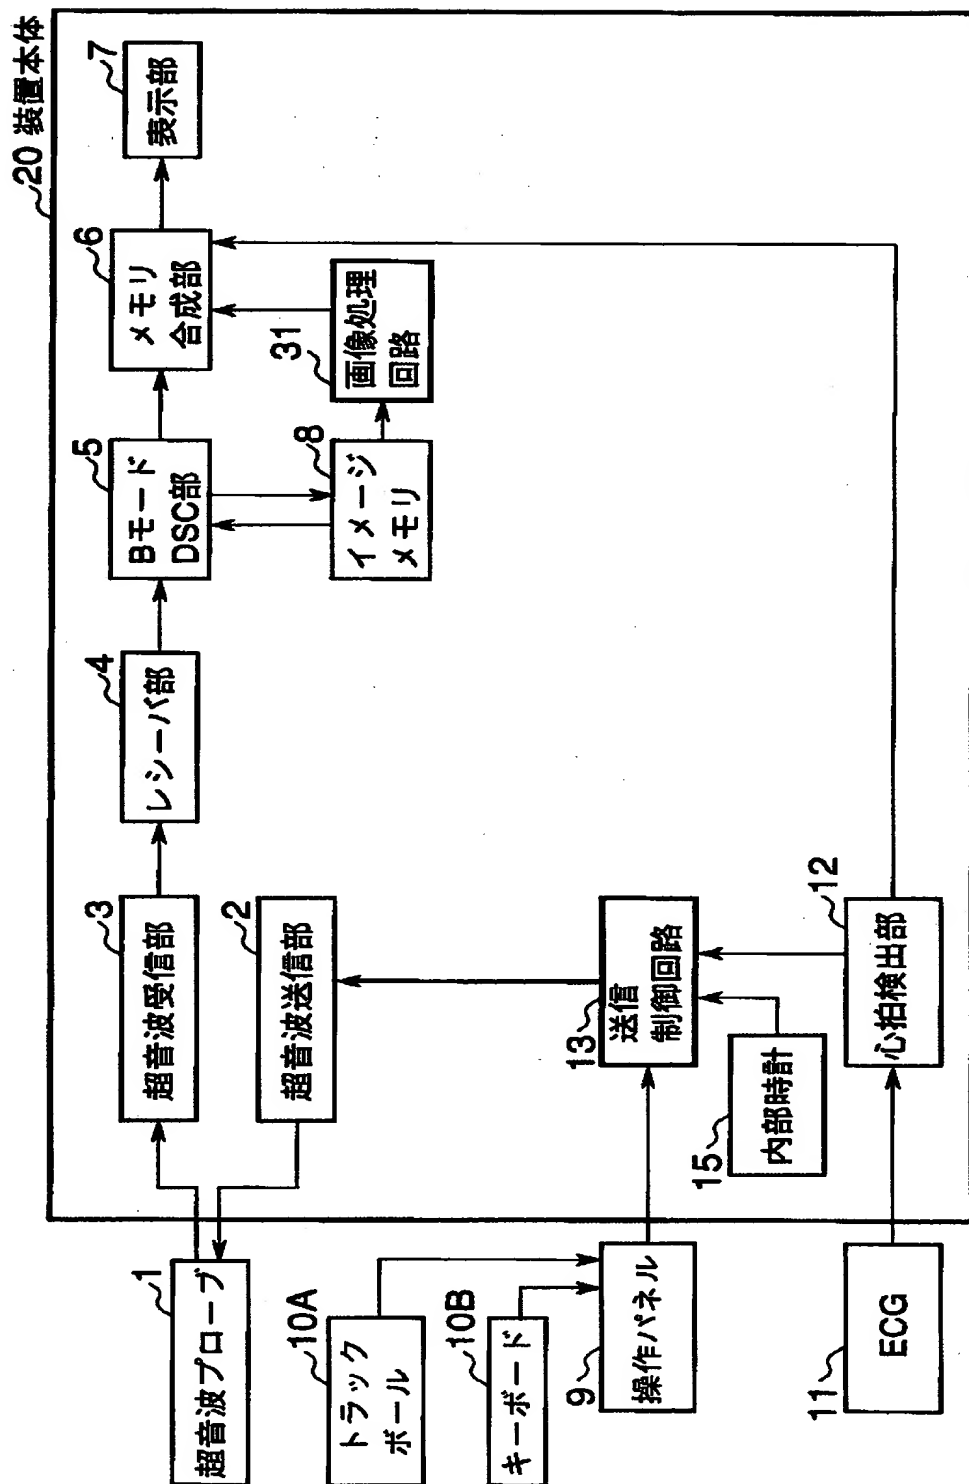 20 装置本体
1
超音波プローブ
3
超音波受信部
4
レシーバ部
5
Bモード
DSC部
6
メモリ
合成部
7
表示部
2
超音波送信部
8
イメージ
メモリ
31
画像処理
回路
10A
トラック
ボール
10B
キーボード
9
操作パネル
13
送信
制御回路
15
内部時計
11
ECG
12
心拍検出部